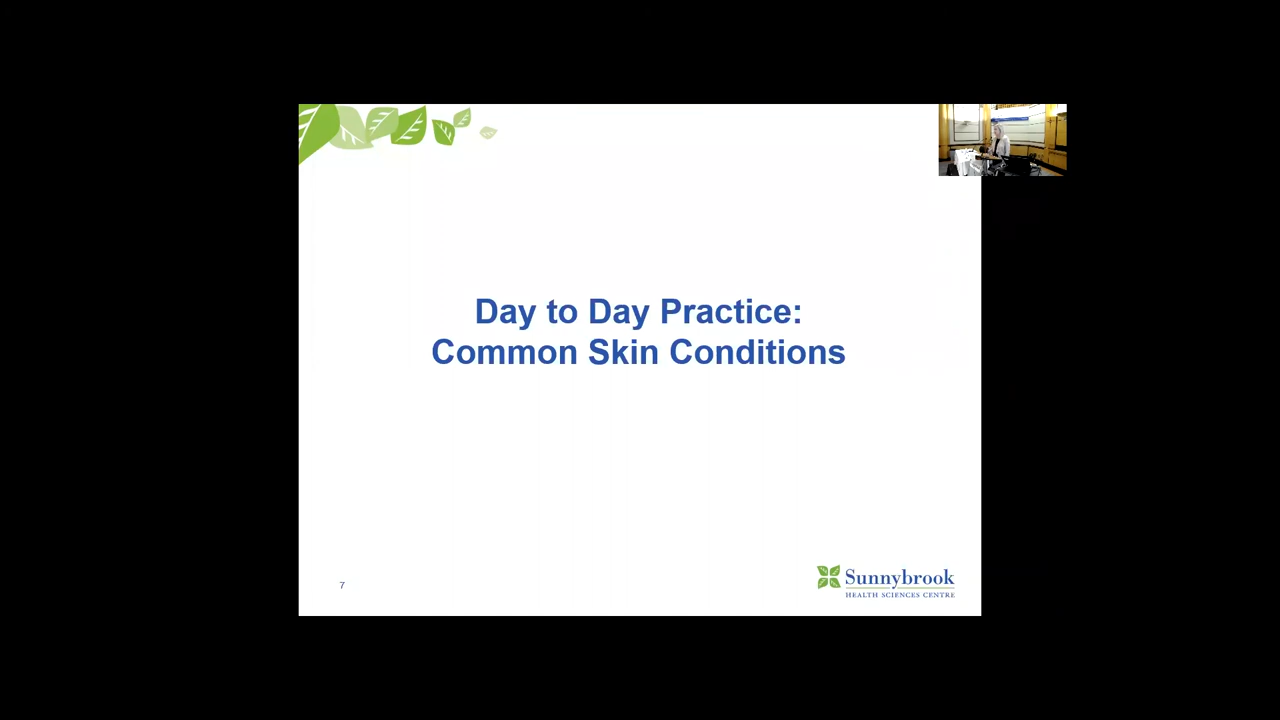 Day to Day Practice:
Common Skin Conditions
7
Sunnybrook
HEALTH SCIENCES CENTRE